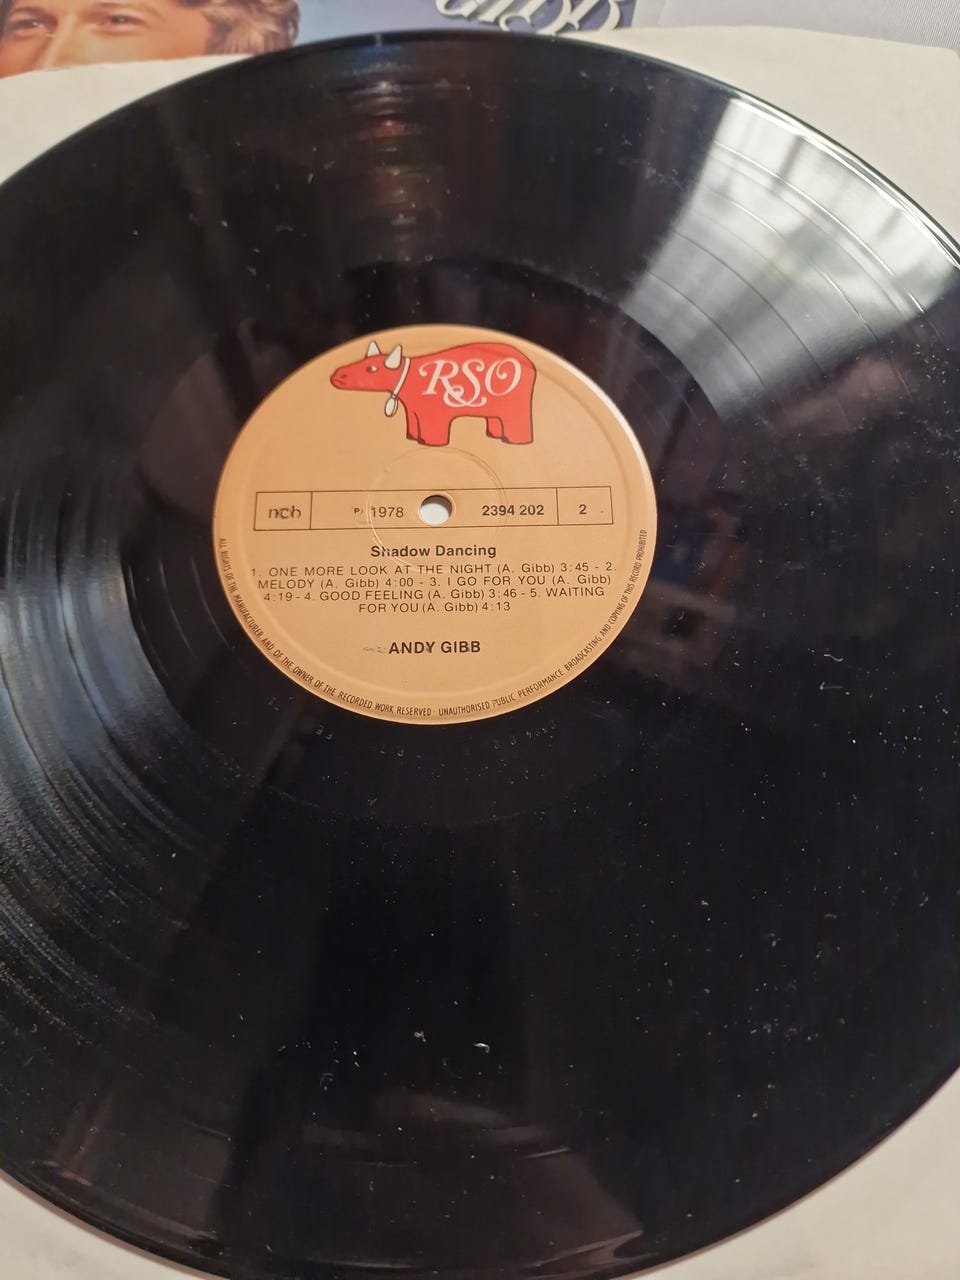 GIBB
RSO
ncb P) 1978 2394 202 2
Shadow Dancing
1. ONE MORE LOOK AT THE NIGHT (A. Gibb) 3:45 - 2.
MELODY (A. Gibb) 4:00 - 3. I GO FOR YOU (A. Gibb)
4:19 - 4. GOOD FEELING (A. Gibb) 3:46 - 5. WAITING
FOR YOU (A. Gibb) 4:13
ANDY GIBB
ALL RIGHTS OF THE MANUFACTURER AND OF THE OWNER OF THE RECORDED WORK RESERVED · UNAUTHORISED PUBLIC PERFORMANCE BROADCASTING AND COPYING OF THIS RECORD PROHIBITED